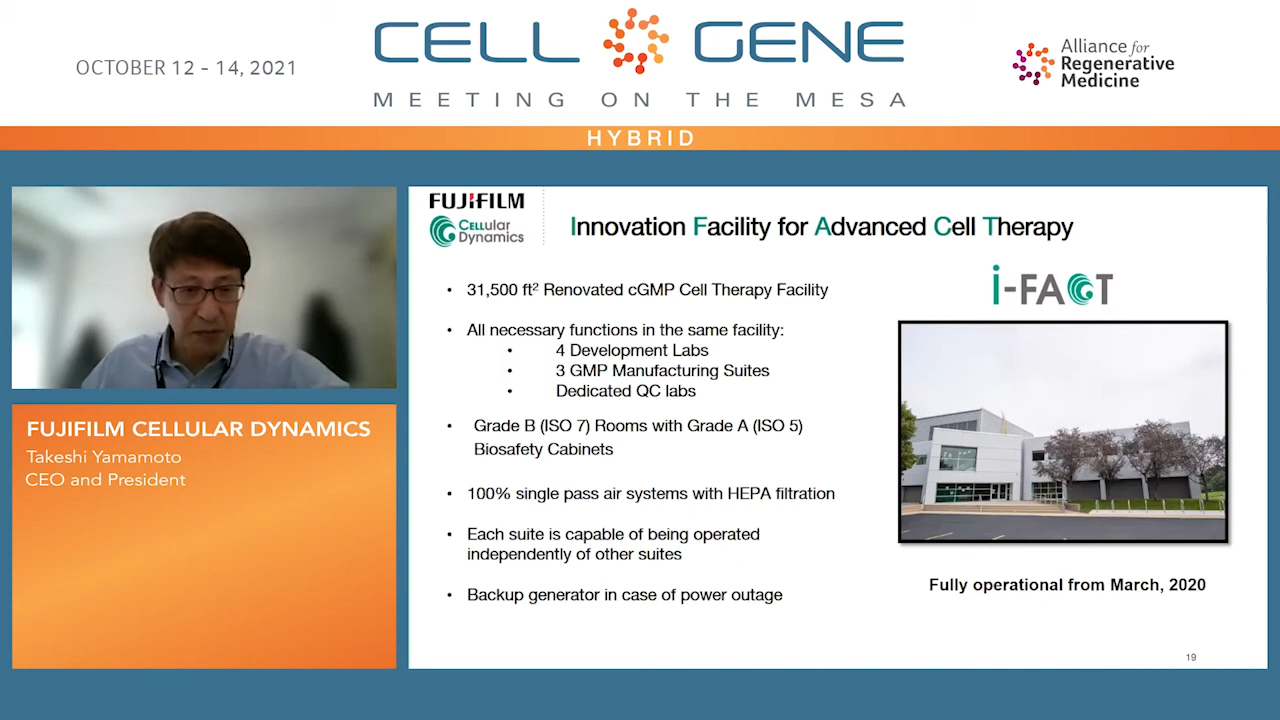 OCTOBER 12 - 14, 2021
CELL GENE
MEETING ON THE MESA
Alliance for
Regenerative
Medicine
HYBRID
FUJIFILM
CELLular
Dynamics
Innovation Facility for Advanced Cell Therapy
• 31,500 ft² Renovated cGMP Cell Therapy Facility
• All necessary functions in the same facility:
• 4 Development Labs
• 3 GMP Manufacturing Suites
• Dedicated QC labs
• Grade B (ISO 7) Rooms with Grade A (ISO 5)
Biosafety Cabinets
• 100% single pass air systems with HEPA filtration
• Each suite is capable of being operated
independently of other suites
• Backup generator in case of power outage
i-FACT
Fully operational from March, 2020
19
FUJIFILM CELLULAR DYNAMICS
Takeshi Yamamoto
CEO and President